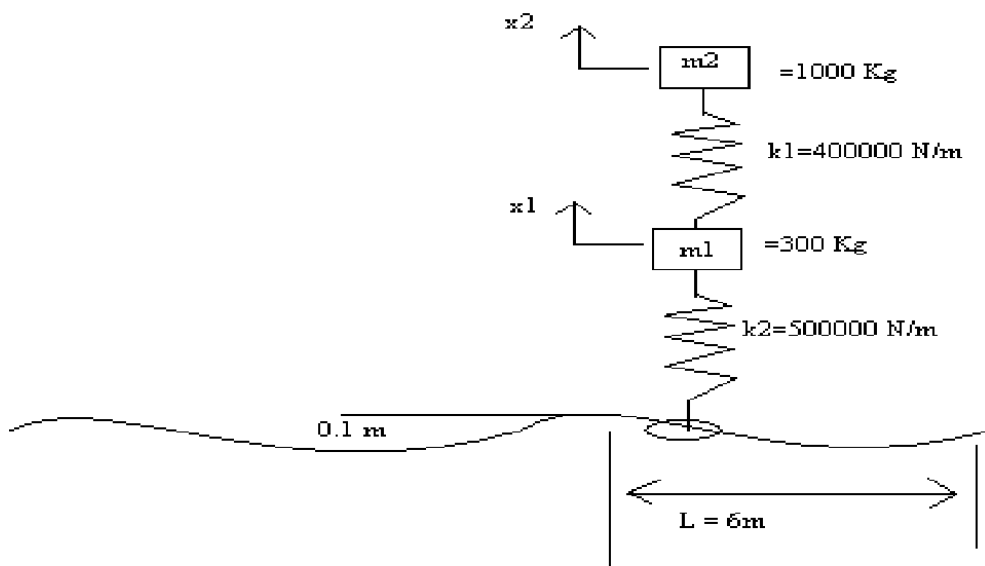 x2
m2
=1000 Kg
k1=400000 N/m
x1
m1
=300 Kg
k2=500000 N/m
0.1 m
L = 6m